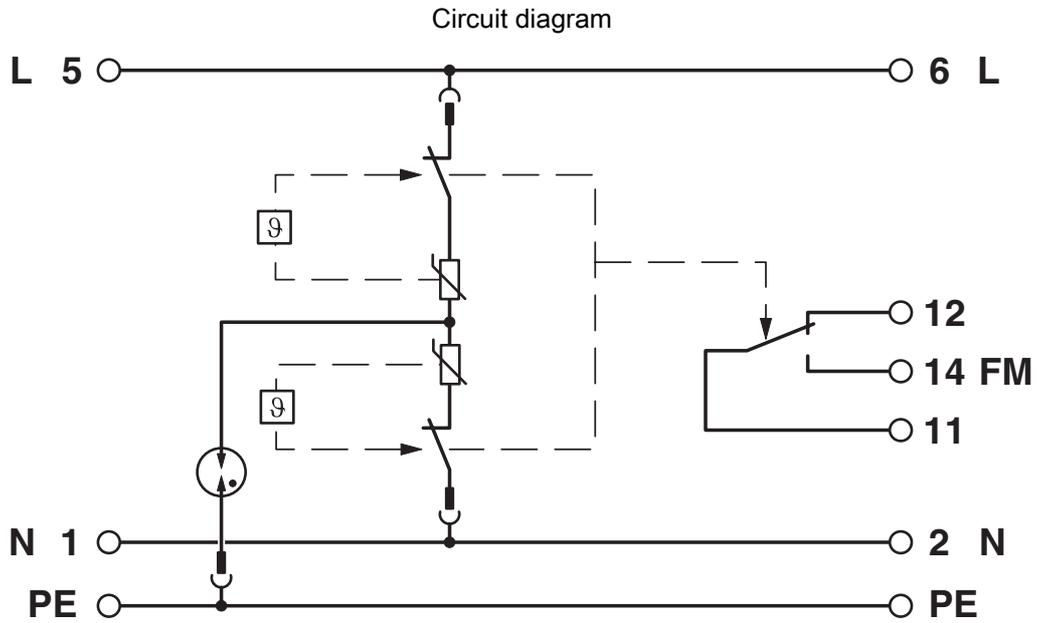 Circuit diagram
L 5 6 L
ϑ
12
14 FM
ϑ
11
N 1 2 N
PE PE